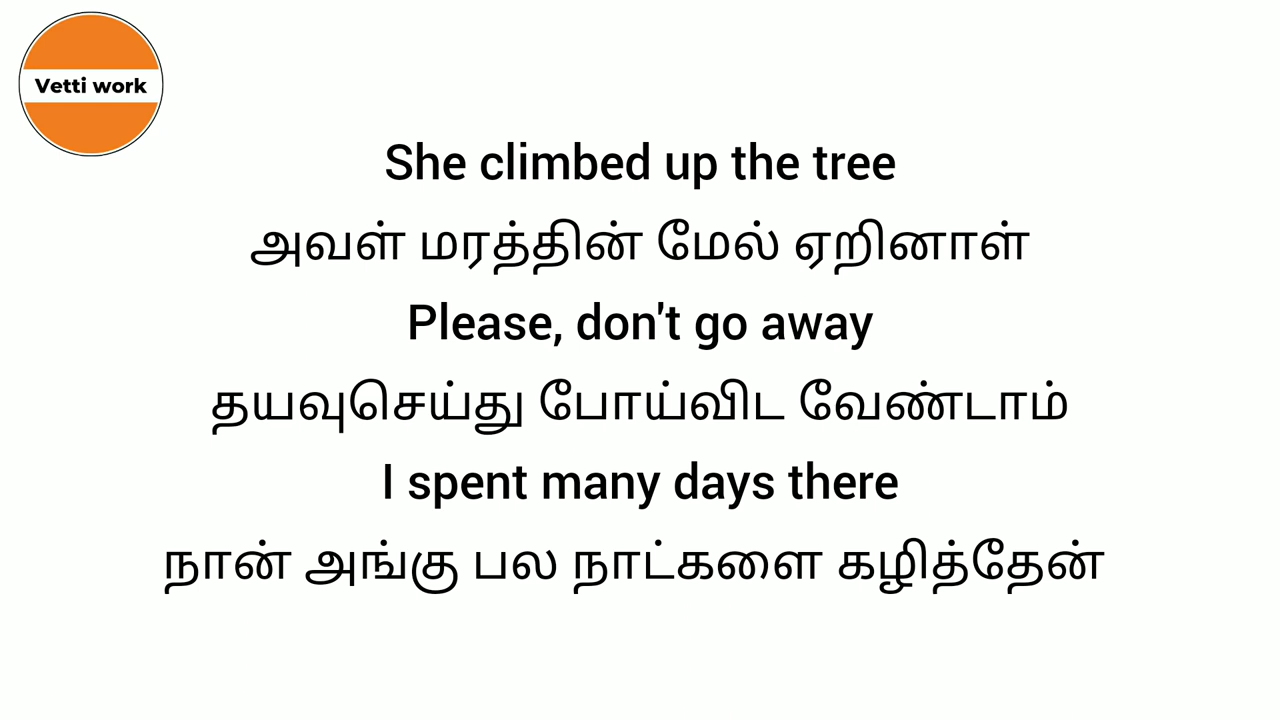 Vetti work
She climbed up the tree
அவள் மரத்தின் மேல் ஏறினாள்
Please, don't go away
தயவுசெய்து போய்விட வேண்டாம்
I spent many days there
நான் அங்கு பல நாட்களை கழித்தேன்